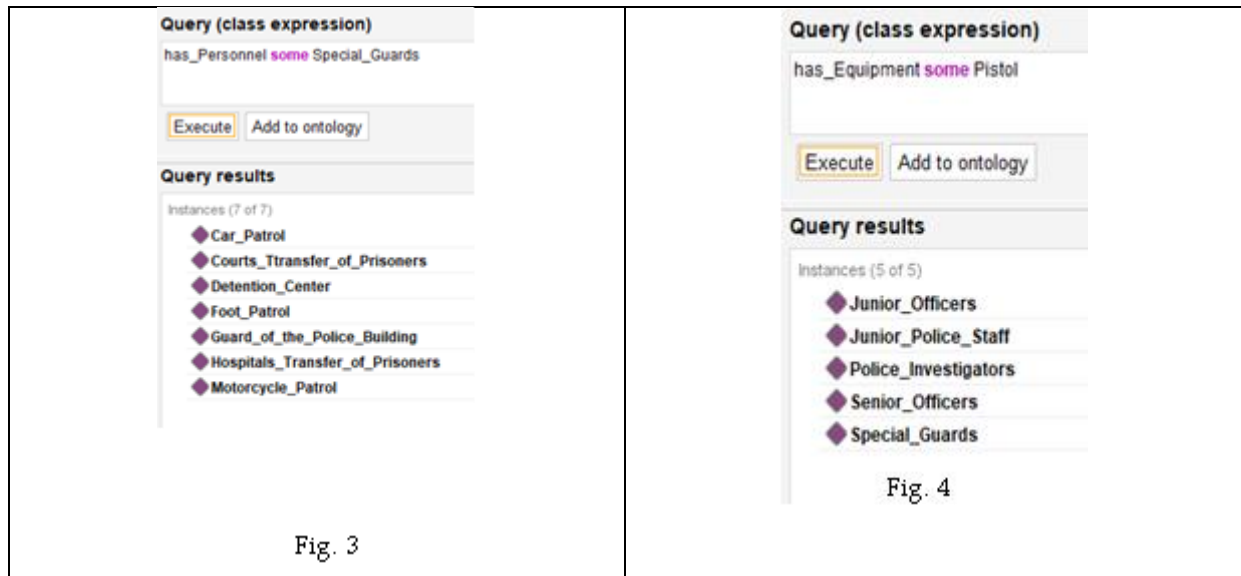 Query (class expression)
has_Personnel some Special_Guards
Execute Add to ontology
Query results
Instances (7 of 7)
Car_Patrol
Courts_Ttransfer_of_Prisoners
Detention_Center
Foot_Patrol
Guard_of_the_Police_Building
Hospitals_Transfer_of_Prisoners
Motorcycle_Patrol
Fig. 3
Query (class expression)
has_Equipment some Pistol
Execute Add to ontology
Query results
Instances (5 of 5)
Junior_Officers
Junior_Police_Staff
Police_Investigators
Senior_Officers
Special_Guards
Fig. 4